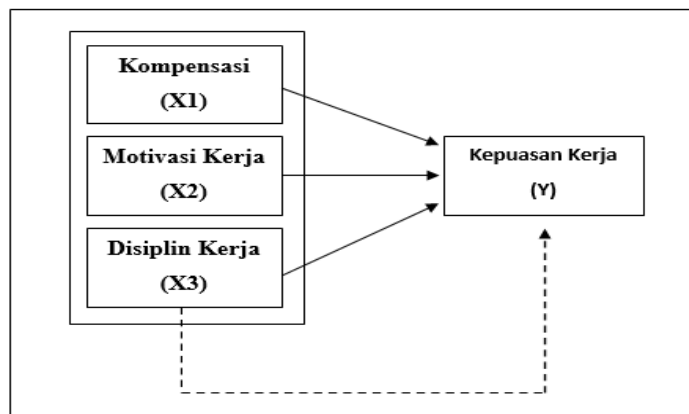 Kompensasi
(X1)
Motivasi Kerja
(X2)
Disiplin Kerja
(X3)
Kepuasan Kerja
(Y)